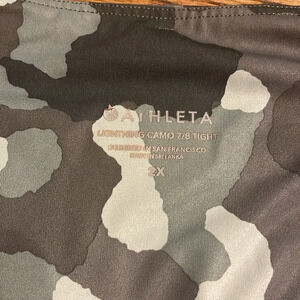 ATHLETA
LIGHTNING CAMO 7/8 TIGHT
DESIGNED IN SAN FRANCISCO
MADE IN SRI LANKA
2X